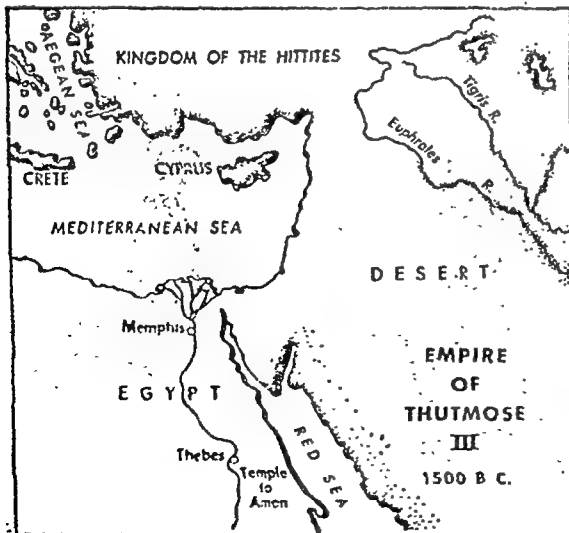 KINGDOM OF THE HITTITES
AEGEAN SEA
Tigris R.
Euphrates R.
CRETE
CYPRUS
MEDITERRANEAN SEA
DESERT
Memphis
EGYPT
EMPIRE
OF
THUTMOSE
III
1500 B C.
RED SEA
Thebes
Temple
to
Amen